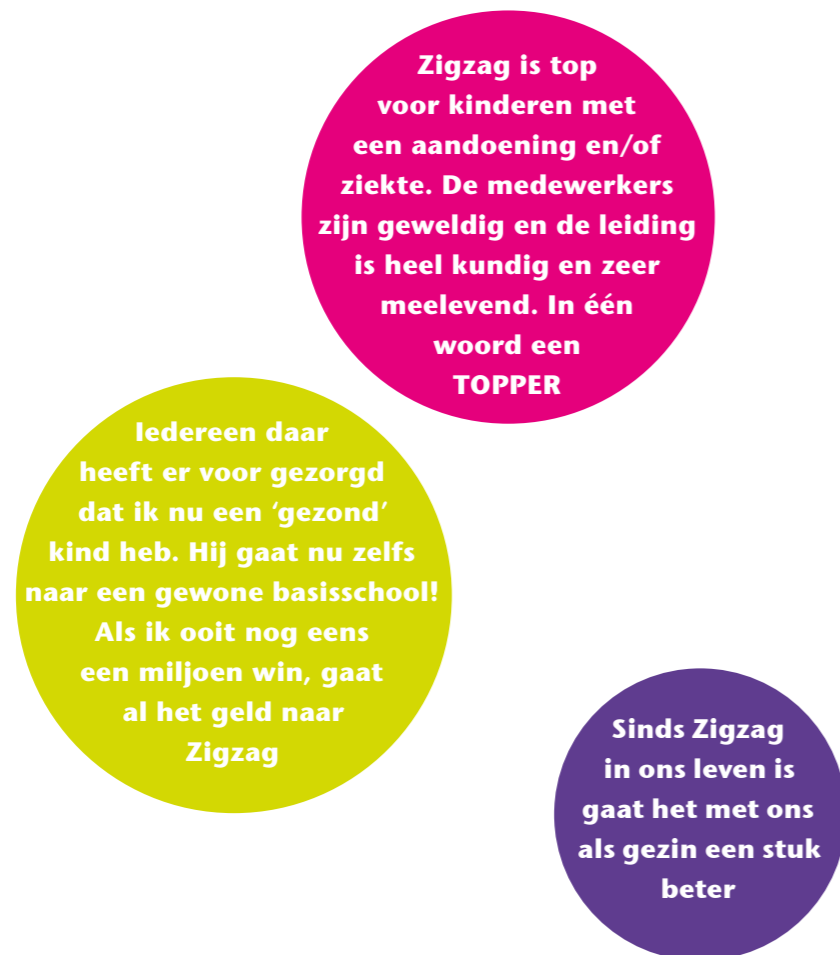 Zigzag is top
voor kinderen met
een aandoening en/of
ziekte. De medewerkers
zijn geweldig en de leiding
is heel kundig en zeer
meelevend. In één
woord een
TOPPER
Iedereen daar
heeft er voor gezorgd
dat ik nu een ‘gezond’
kind heb. Hij gaat nu zelfs
naar een gewone basisschool!
Als ik ooit nog eens
een miljoen win, gaat
al het geld naar
Zigzag
Sinds Zigzag
in ons leven is
gaat het met ons
als gezin een stuk
beter